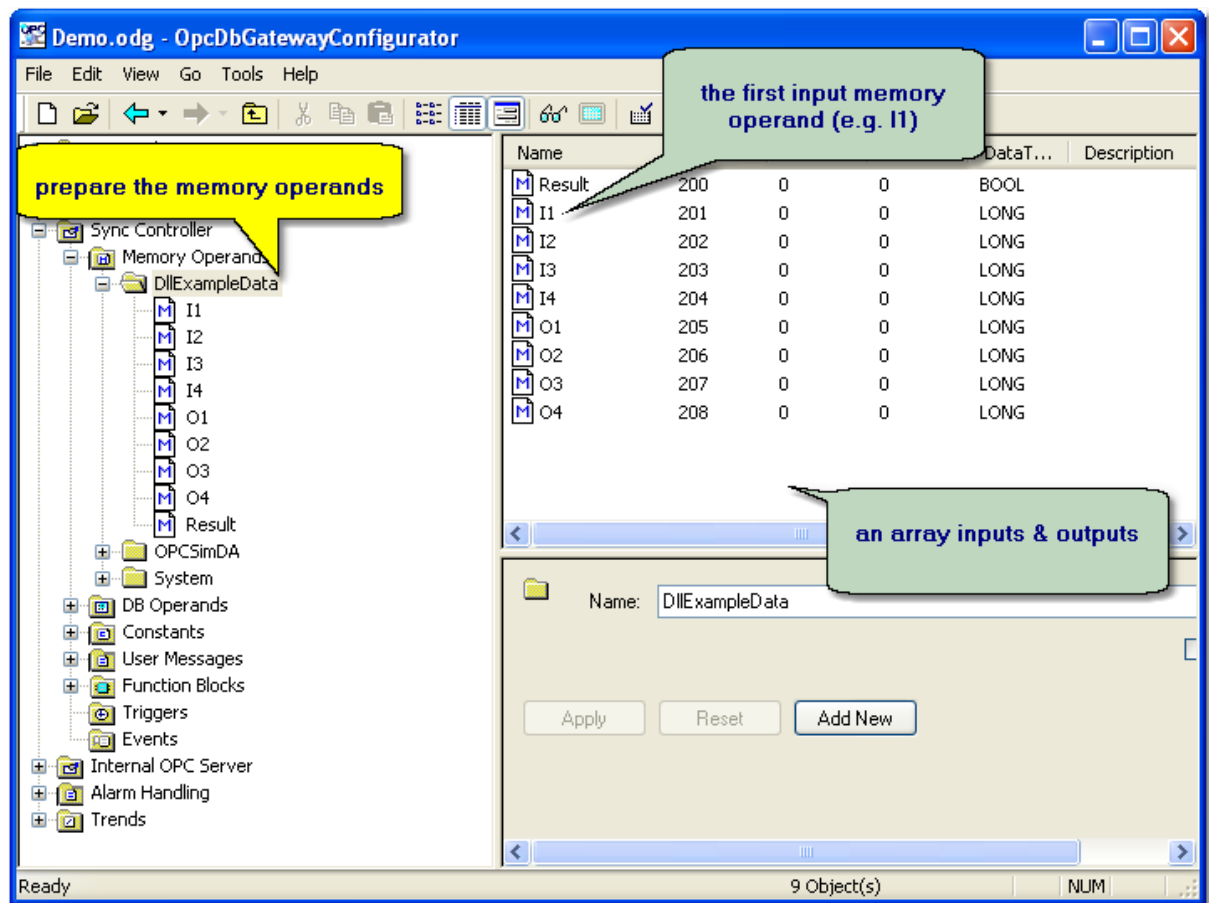 Demo.odg - OpcDbGatewayConfigurator
File Edit View Go Tools Help
the first input memory
operand (e.g. I1)
prepare the memory operands
Name DataT... Description
Result 200 0 0 BOOL
I1 201 0 0 LONG
I2 202 0 0 LONG
I3 203 0 0 LONG
I4 204 0 0 LONG
O1 205 0 0 LONG
O2 206 0 0 LONG
O3 207 0 0 LONG
O4 208 0 0 LONG
Sync Controller
Memory Operands
DllExampleData
I1
I2
I3
I4
O1
O2
O3
O4
Result
OPCSimDA
System
DB Operands
Constants
User Messages
Function Blocks
Triggers
Events
Internal OPC Server
Alarm Handling
Trends
an array inputs & outputs
Name: DllExampleData
Apply Reset Add New
Ready 9 Object(s) NUM